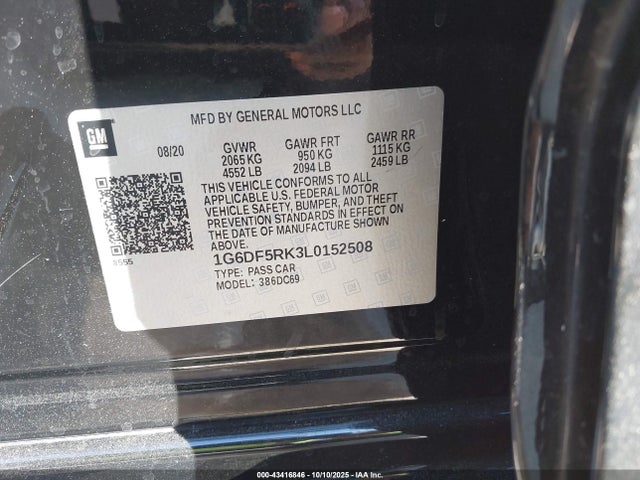 MFD BY GENERAL MOTORS LLC
GM
08/20 GVWR GAWR FRT GAWR RR
2065 KG 950 KG 1115 KG
4552 LB 2094 LB 2459 LB
THIS VEHICLE CONFORMS TO ALL
APPLICABLE U.S. FEDERAL MOTOR
VEHICLE SAFETY, BUMPER, AND THEFT
PREVENTION STANDARDS IN EFFECT ON
THE DATE OF MANUFACTURE SHOWN
ABOVE.
1G6DF5RK3L0152508
TYPE: PASS CAR
MODEL: 386DC69
000-43416846 - 10/10/2025 - IAA Inc.